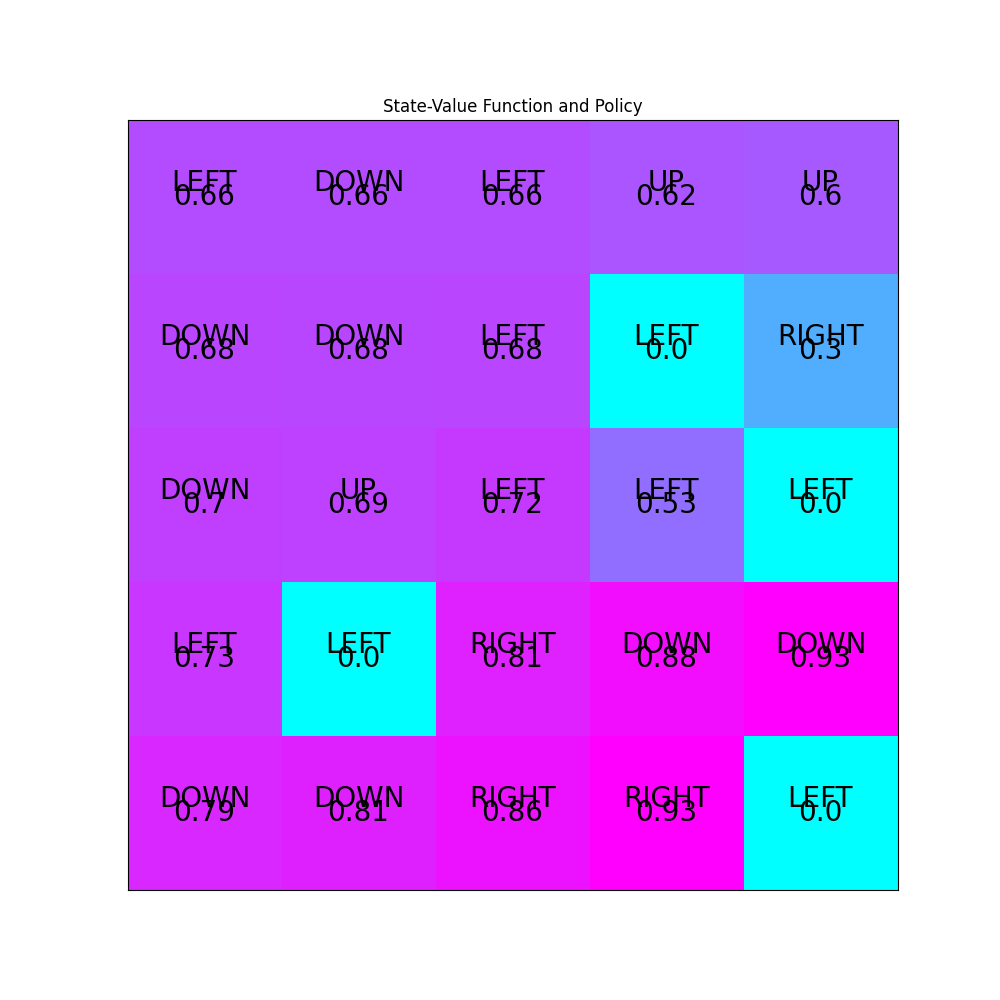 State-Value Function and Policy
LEFT DOWN LEFT UP UP
0.66 0.66 0.66 0.62 0.6
DOWN DOWN LEFT LEFT RIGHT
0.68 0.68 0.68 0.0 0.3
DOWN UP LEFT LEFT LEFT
0.7 0.69 0.72 0.53 0.0
LEFT LEFT RIGHT DOWN DOWN
0.73 0.0 0.81 0.88 0.93
DOWN DOWN RIGHT RIGHT LEFT
0.79 0.81 0.86 0.93 0.0